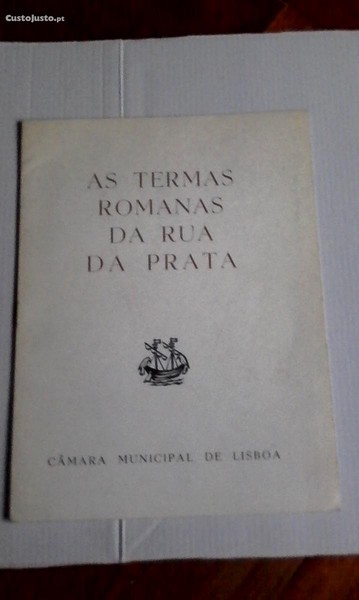 CustoJusto.pt
AS TERMAS
ROMANAS
DA RUA
DA PRATA
CÂMARA MUNICIPAL DE LISBOA